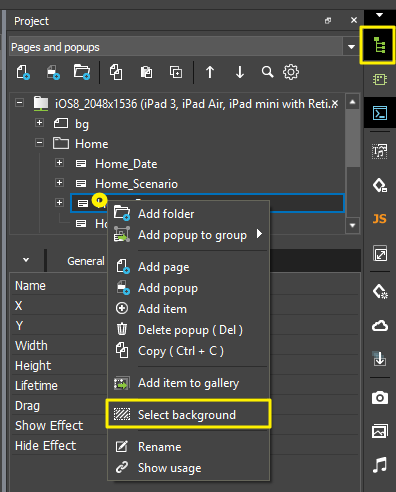 Project
Pages and popups
iOS8_2048x1536 (iPad 3, iPad Air, iPad mini with Reti...
bg
Home
Home_Date
Home_Scenario
Add folder
Add popup to group
Add page
Add popup
Add item
Delete popup ( Del )
Copy ( Ctrl + C )
Add item to gallery
Select background
Rename
Show usage
General
Name
X
Y
Width
Height
Lifetime
Drag
Show Effect
Hide Effect
JS